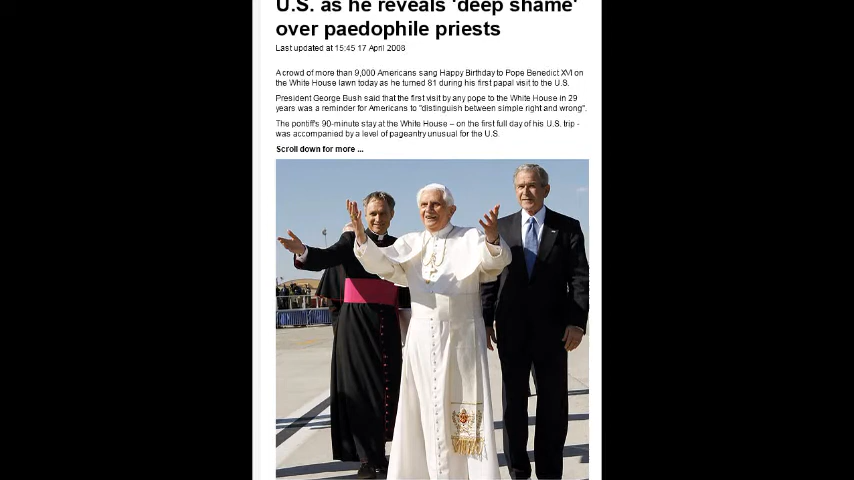 U.S. as he reveals 'deep shame'
over paedophile priests
Last updated at 15:45 17 April 2008
A crowd of more than 9,000 Americans sang Happy Birthday to Pope Benedict XVI on
the White House lawn today as he turned 81 during his first papal visit to the U.S.
President George Bush said that the first visit by any pope to the White House in 29
years was a reminder for Americans to "distinguish between simple right and wrong".
The pontiff's 90-minute stay at the White House – on the first full day of his U.S. trip -
was accompanied by a level of pageantry unusual for the U.S.
Scroll down for more ...